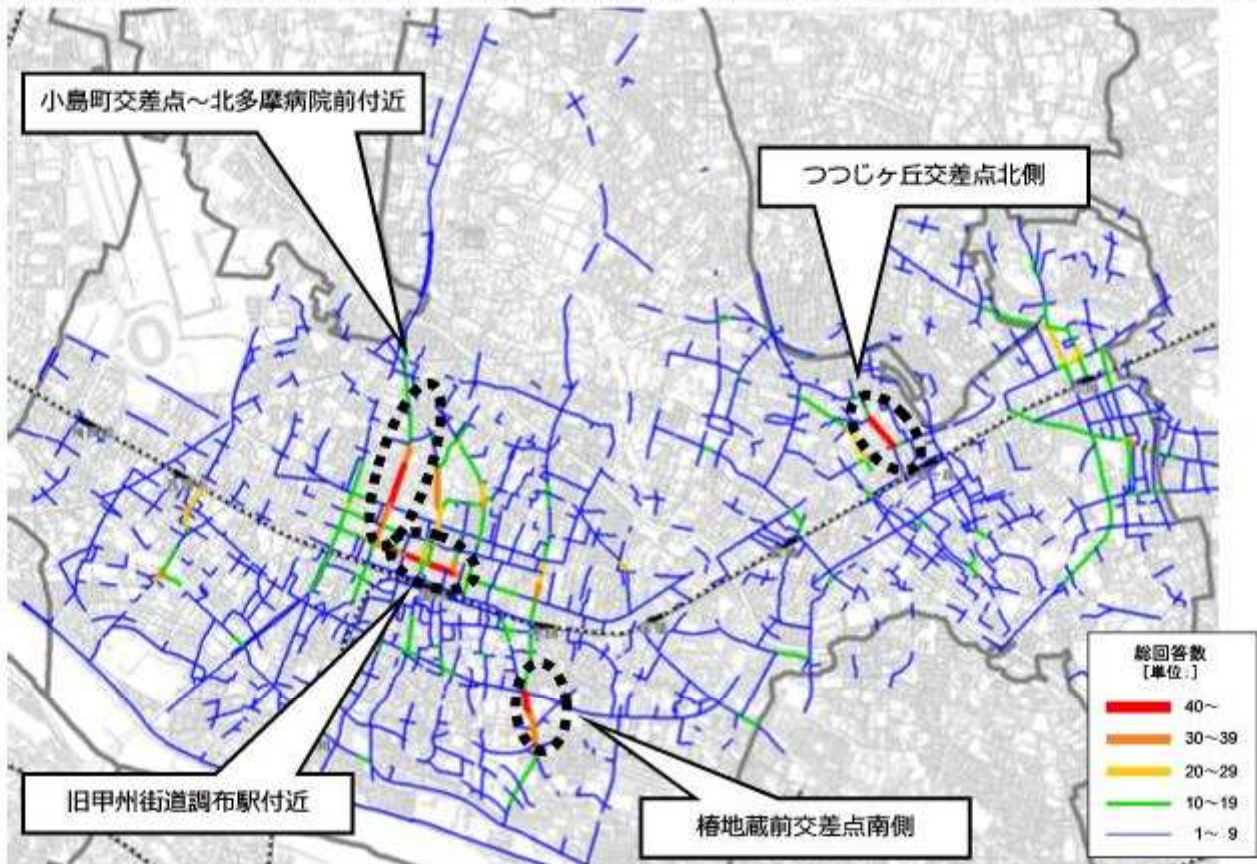 小島町交差点～北多摩病院前付近
つつじヶ丘交差点北側
旧甲州街道調布駅付近
椿地蔵前交差点南側
総回答数
[単位:]
40～
30～39
20～29
10～19
1～ 9